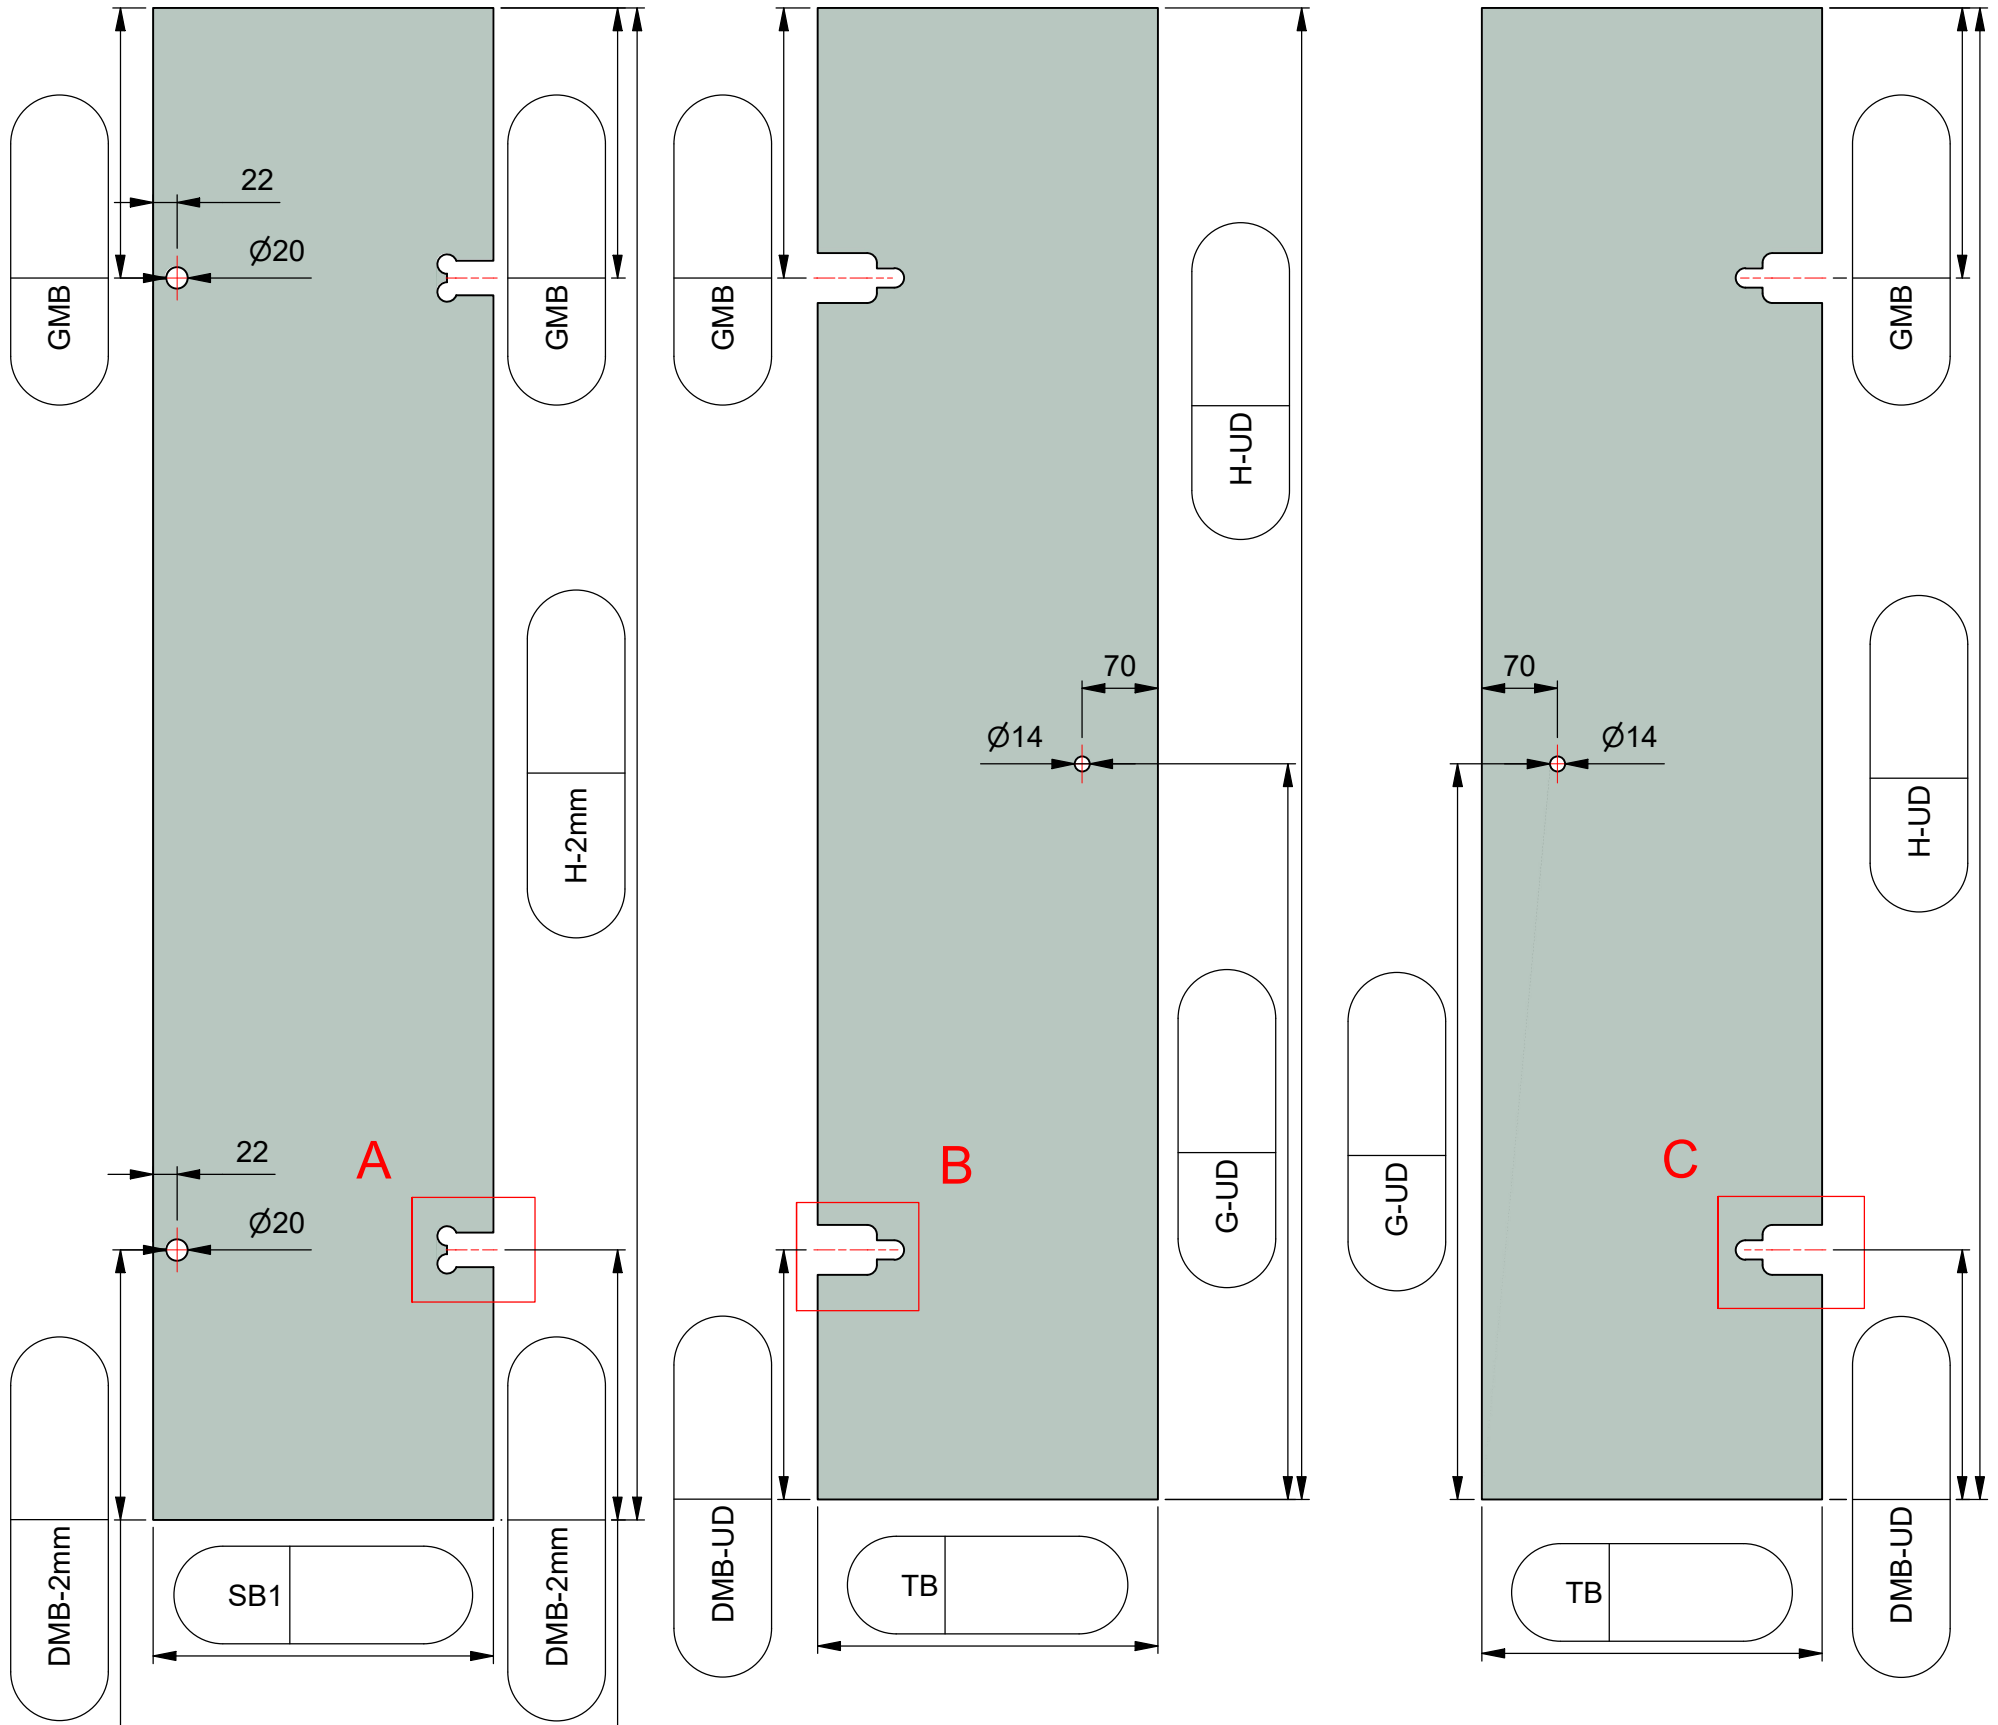 22
Ø20
GMB
GMB
GMB
GMB
H-UD
70
Ø14
70
Ø14
H-2mm
H-UD
22
Ø20
A
B
C
G-UD
G-UD
DMB-2mm
SB1
DMB-2mm
DMB-UD
TB
TB
DMB-UD